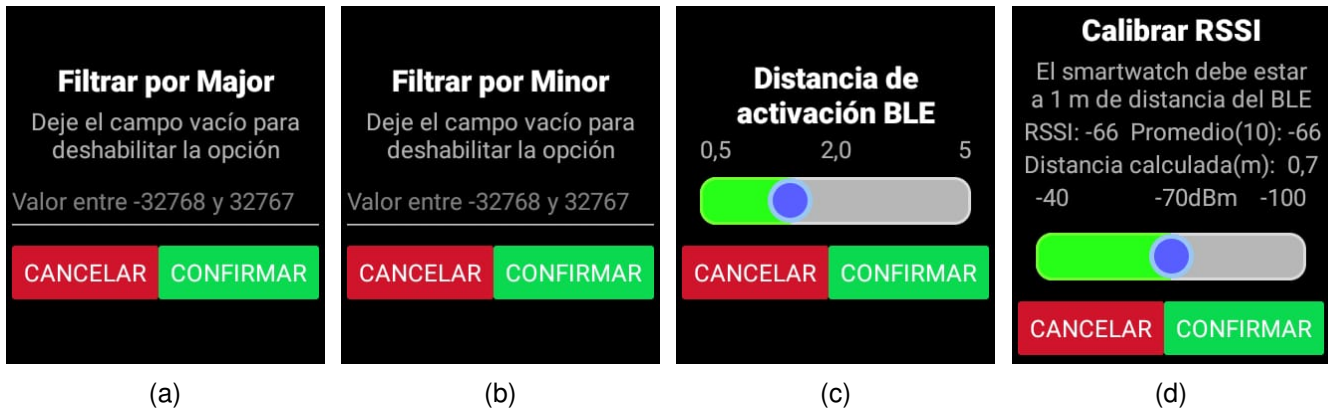 Filtrar por Major
Deje el campo vacío para
deshabilitar la opción
Valor entre -32768 y 32767
CANCELAR CONFIRMAR
(a)
Filtrar por Minor
Deje el campo vacío para
deshabilitar la opción
Valor entre -32768 y 32767
CANCELAR CONFIRMAR
(b)
Distancia de
activación BLE
0,5 2,0 5
CANCELAR CONFIRMAR
(c)
Calibrar RSSI
El smartwatch debe estar
a 1 m de distancia del BLE
RSSI: -66 Promedio(10): -66
Distancia calculada(m): 0,7
-40 -70dBm -100
CANCELAR CONFIRMAR
(d)